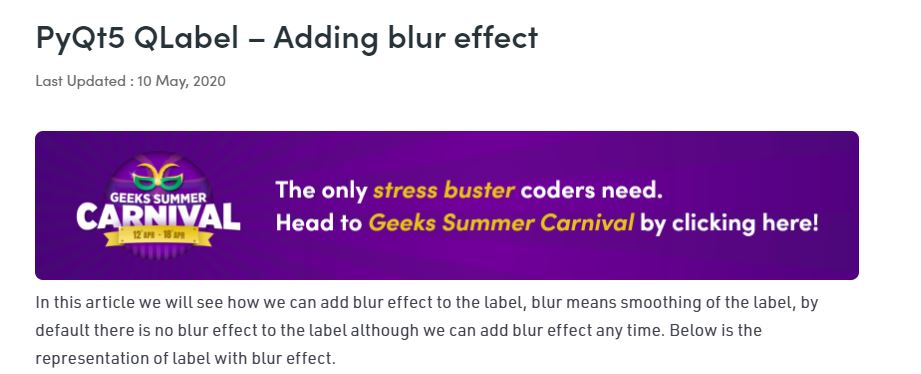 PyQt5 QLabel – Adding blur effect
Last Updated : 10 May, 2020
GEEKS SUMMER
CARNIVAL
12 APR - 18 APR
The only stress buster coders need.
Head to Geeks Summer Carnival by clicking here!
In this article we will see how we can add blur effect to the label, blur means smoothing of the label, by
default there is no blur effect to the label although we can add blur effect any time. Below is the
representation of label with blur effect.